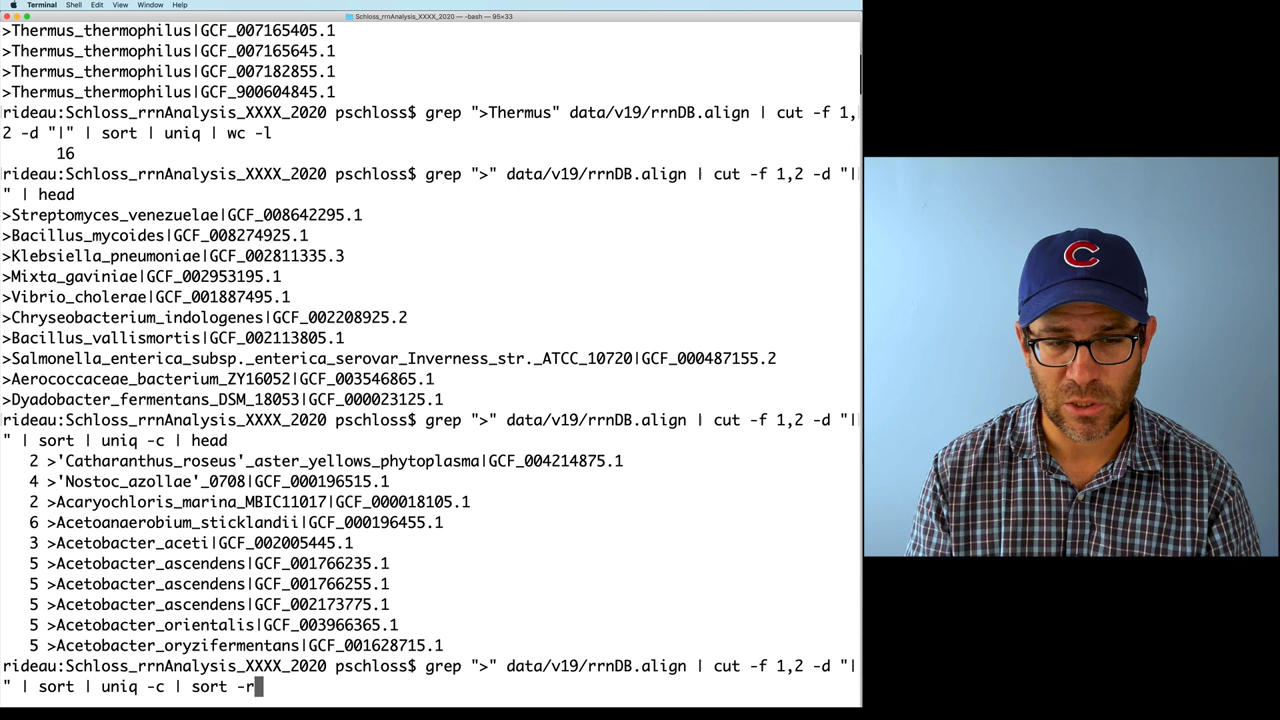 Terminal Shell Edit View Window Help
Schloss_rrnAnalysis_XXXX_2020 — -bash — 95×33
>Thermus_thermophilus|GCF_007165405.1
>Thermus_thermophilus|GCF_007165645.1
>Thermus_thermophilus|GCF_007182855.1
>Thermus_thermophilus|GCF_900604845.1
rideau:Schloss_rrnAnalysis_XXXX_2020 pschloss$ grep ">Thermus" data/v19/rrnDB.align | cut -f 1,
2 -d "|" | sort | uniq | wc -l
16
rideau:Schloss_rrnAnalysis_XXXX_2020 pschloss$ grep ">" data/v19/rrnDB.align | cut -f 1,2 -d "|
" | head
>Streptomyces_venezuelae|GCF_008642295.1
>Bacillus_mycoides|GCF_008274925.1
>Klebsiella_pneumoniae|GCF_002811335.3
>Mixta_gaviniae|GCF_002953195.1
>Vibrio_cholerae|GCF_001887495.1
>Chryseobacterium_indologenes|GCF_002208925.2
>Bacillus_vallismortis|GCF_002113805.1
>Salmonella_enterica_subsp._enterica_serovar_Inverness_str._ATCC_10720|GCF_000487155.2
>Aerococcaceae_bacterium_ZY16052|GCF_003546865.1
>Dyadobacter_fermentans_DSM_18053|GCF_000023125.1
rideau:Schloss_rrnAnalysis_XXXX_2020 pschloss$ grep ">" data/v19/rrnDB.align | cut -f 1,2 -d "|
" | sort | uniq -c | head
2 >'Catharanthus_roseus'_aster_yellows_phytoplasma|GCF_004214875.1
4 >'Nostoc_azollae'_0708|GCF_000196515.1
2 >Acaryochloris_marina_MBIC11017|GCF_000018105.1
6 >Acetoanaerobium_sticklandii|GCF_000196455.1
3 >Acetobacter_aceti|GCF_002005445.1
5 >Acetobacter_ascendens|GCF_001766235.1
5 >Acetobacter_ascendens|GCF_001766255.1
5 >Acetobacter_ascendens|GCF_002173775.1
5 >Acetobacter_orientalis|GCF_003966365.1
5 >Acetobacter_oryzifermentans|GCF_001628715.1
rideau:Schloss_rrnAnalysis_XXXX_2020 pschloss$ grep ">" data/v19/rrnDB.align | cut -f 1,2 -d "|
" | sort | uniq -c | sort -r
C